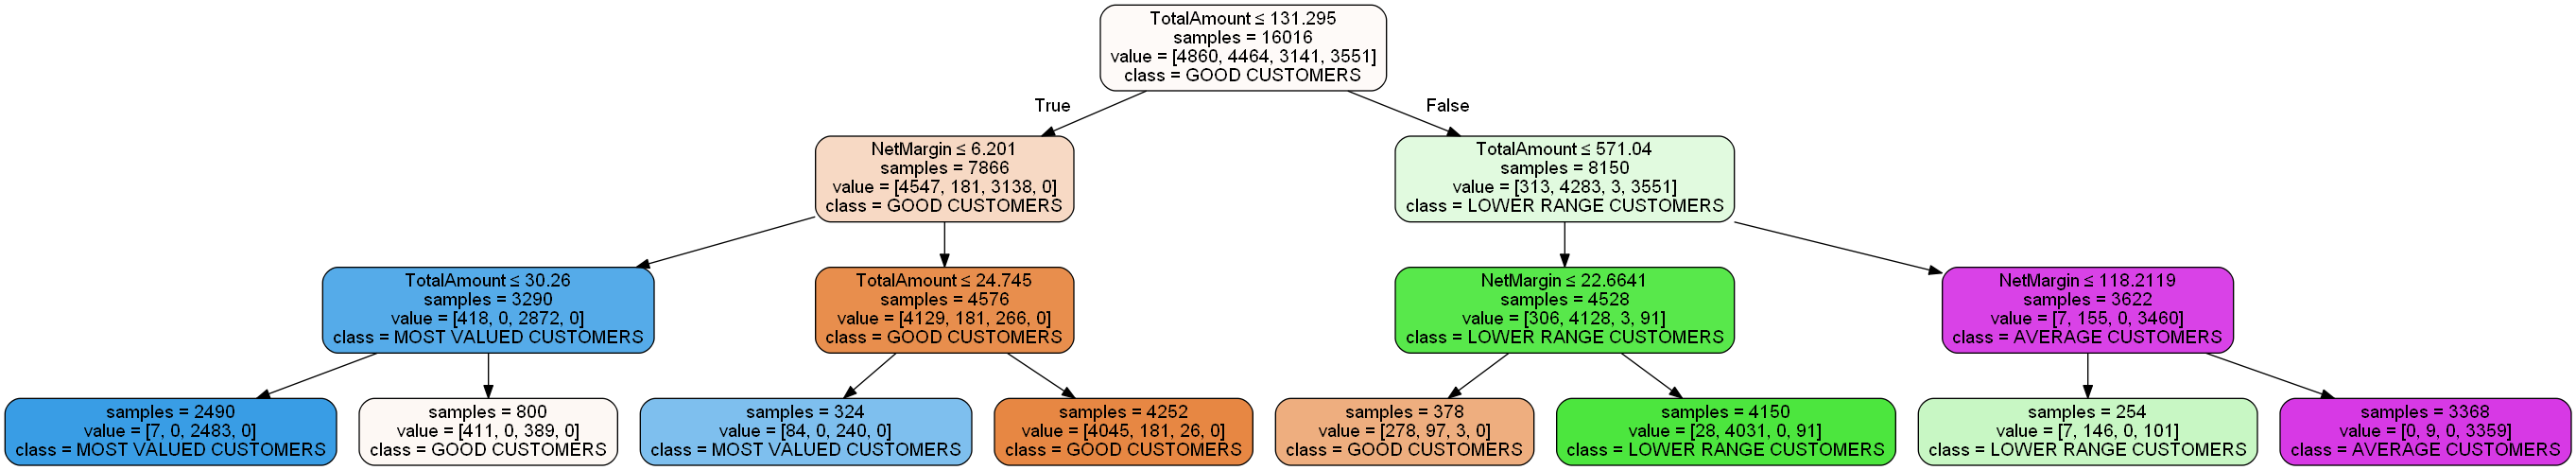 TotalAmount ≤ 131.295
samples = 16016
value = [4860, 4464, 3141, 3551]
class = GOOD CUSTOMERS
True
False
NetMargin ≤ 6.201
samples = 7866
value = [4547, 181, 3138, 0]
class = GOOD CUSTOMERS
TotalAmount ≤ 571.04
samples = 8150
value = [313, 4283, 3, 3551]
class = LOWER RANGE CUSTOMERS
TotalAmount ≤ 30.26
samples = 3290
value = [418, 0, 2872, 0]
class = MOST VALUED CUSTOMERS
TotalAmount ≤ 24.745
samples = 4576
value = [4129, 181, 266, 0]
class = GOOD CUSTOMERS
NetMargin ≤ 22.6641
samples = 4528
value = [306, 4128, 3, 91]
class = LOWER RANGE CUSTOMERS
NetMargin ≤ 118.2119
samples = 3622
value = [7, 155, 0, 3460]
class = AVERAGE CUSTOMERS
samples = 2490
value = [7, 0, 2483, 0]
class = MOST VALUED CUSTOMERS
samples = 800
value = [411, 0, 389, 0]
class = GOOD CUSTOMERS
samples = 324
value = [84, 0, 240, 0]
class = MOST VALUED CUSTOMERS
samples = 4252
value = [4045, 181, 26, 0]
class = GOOD CUSTOMERS
samples = 378
value = [278, 97, 3, 0]
class = GOOD CUSTOMERS
samples = 4150
value = [28, 4031, 0, 91]
class = LOWER RANGE CUSTOMERS
samples = 254
value = [7, 146, 0, 101]
class = LOWER RANGE CUSTOMERS
samples = 3368
value = [0, 9, 0, 3359]
class = AVERAGE CUSTOMERS